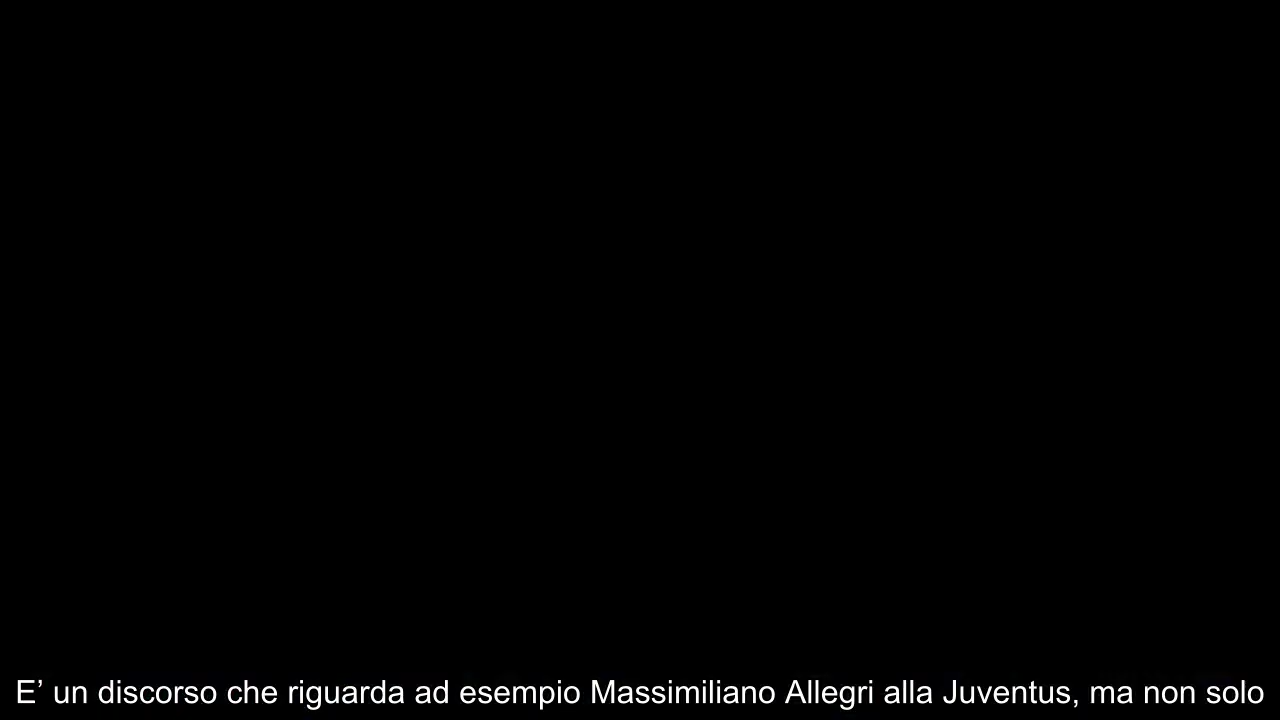 E’ un discorso che riguarda ad esempio Massimiliano Allegri alla Juventus, ma non solo